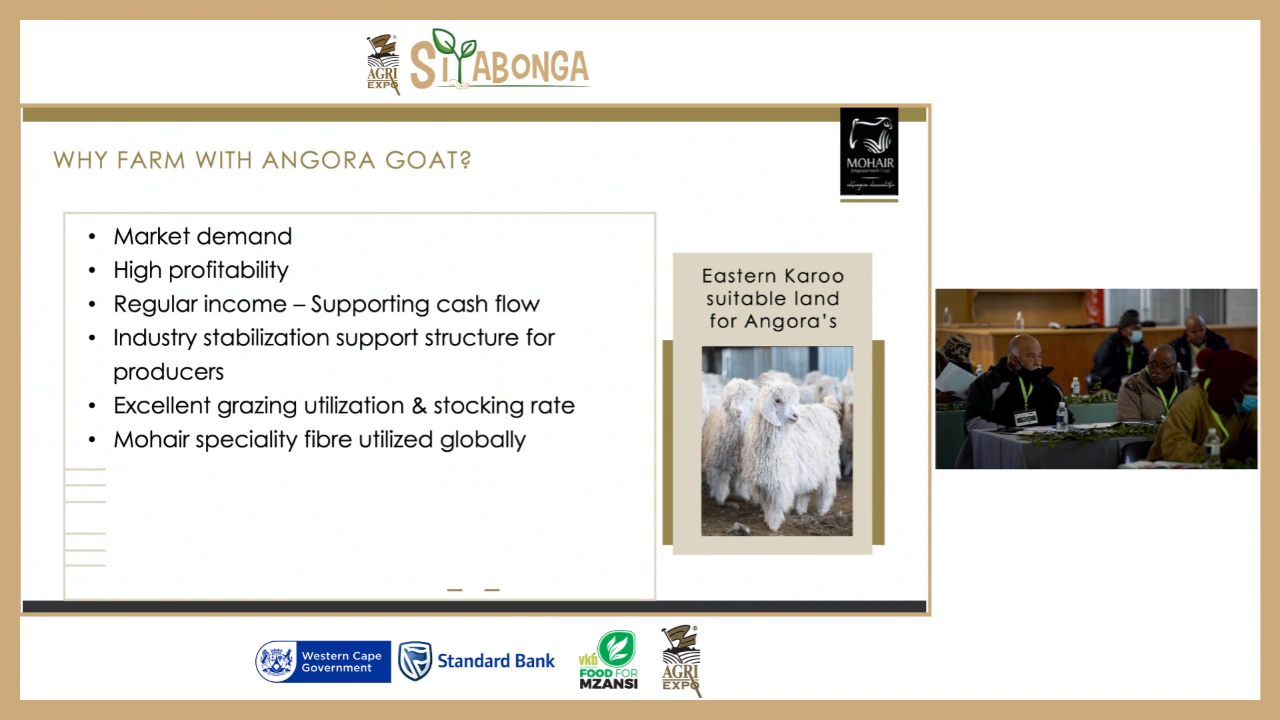 AGRI
EXPO
SIYABONGA
WHY FARM WITH ANGORA GOAT?
MOHAIR
Empowerment Trust
• Market demand
• High profitability
• Regular income – Supporting cash flow
• Industry stabilization support structure for
producers
• Excellent grazing utilization & stocking rate
• Mohair speciality fibre utilized globally
Eastern Karoo
suitable land
for Angora's
Western Cape
Government
Standard Bank
vkb
FOOD FOR
MZANSI
AGRI
EXPO